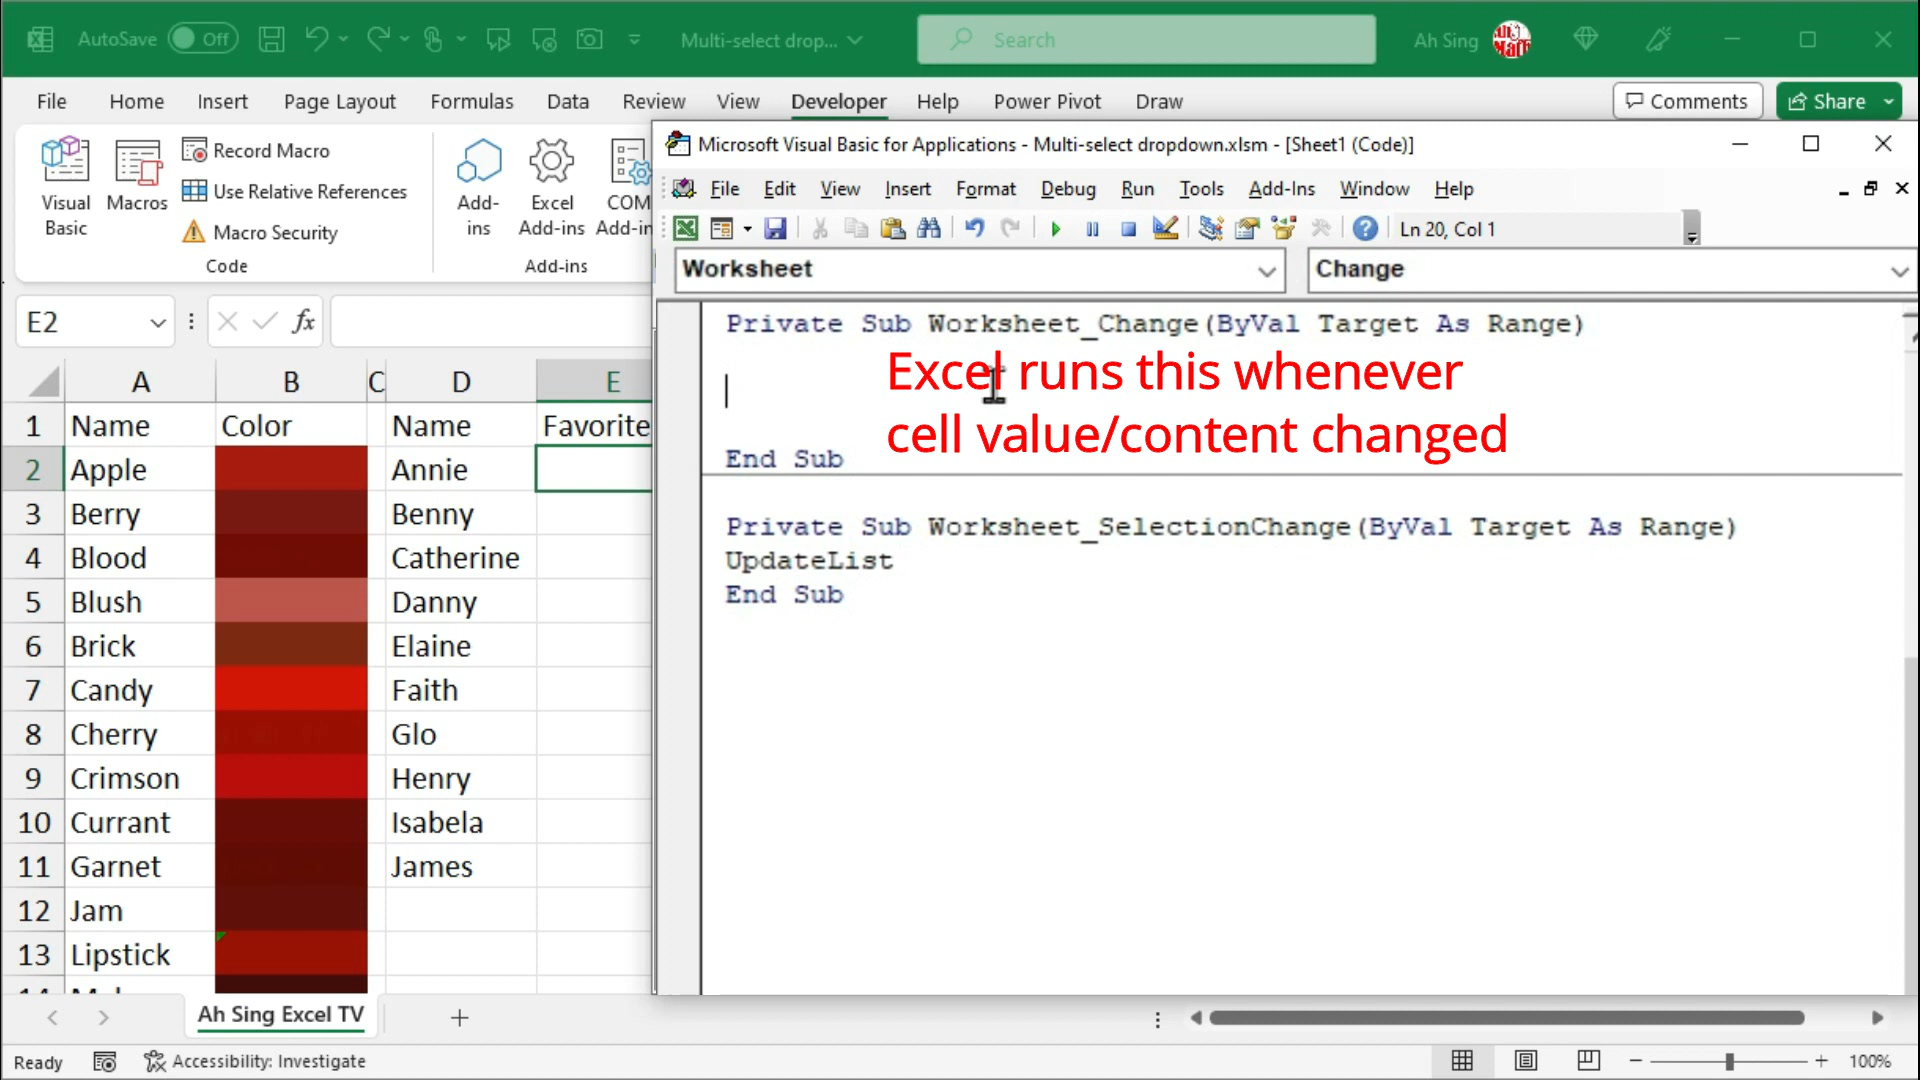 AutoSave Off Multi-select drop... Search Ah Sing
File Home Insert Page Layout Formulas Data Review View Developer Help Power Pivot Draw Comments Share
Visual Basic
Macros
Record Macro
Use Relative References
Macro Security
Code
Add-ins
Excel Add-ins
COM Add-in
Add-ins
Microsoft Visual Basic for Applications - Multi-select dropdown.xlsm - [Sheet1 (Code)]
File Edit View Insert Format Debug Run Tools Add-Ins Window Help
Ln 20, Col 1
Worksheet Change
Private Sub Worksheet_Change(ByVal Target As Range)
Excel runs this whenever
cell value/content changed
End Sub
Private Sub Worksheet_SelectionChange(ByVal Target As Range)
UpdateList
End Sub
E2 fx
A B C D E
1 Name Color Name Favorite
2 Apple Annie
3 Berry Benny
4 Blood Catherine
5 Blush Danny
6 Brick Elaine
7 Candy Faith
8 Cherry Glo
9 Crimson Henry
10 Currant Isabela
11 Garnet James
12 Jam
13 Lipstick
Ah Sing Excel TV
Ready Accessibility: Investigate 100%